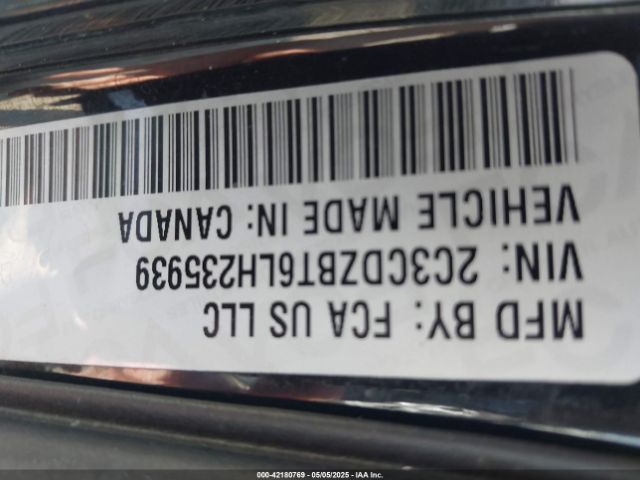 MFD BY: FCA US LLC
VIN: 2C3CDZBT6LH235939
VEHICLE MADE IN: CANADA
000-42180769 - 05/05/2025 - IAA Inc.